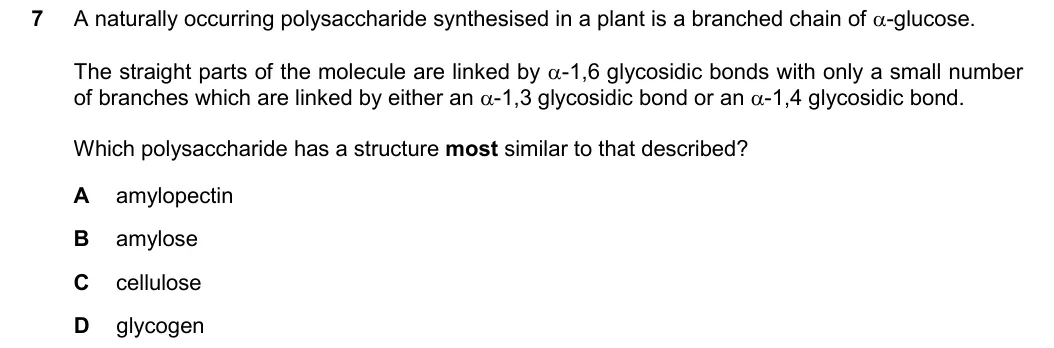 7 A naturally occurring polysaccharide synthesised in a plant is a branched chain of α-glucose.
The straight parts of the molecule are linked by α-1,6 glycosidic bonds with only a small number
of branches which are linked by either an α-1,3 glycosidic bond or an α-1,4 glycosidic bond.
Which polysaccharide has a structure most similar to that described?
A amylopectin
B amylose
C cellulose
D glycogen